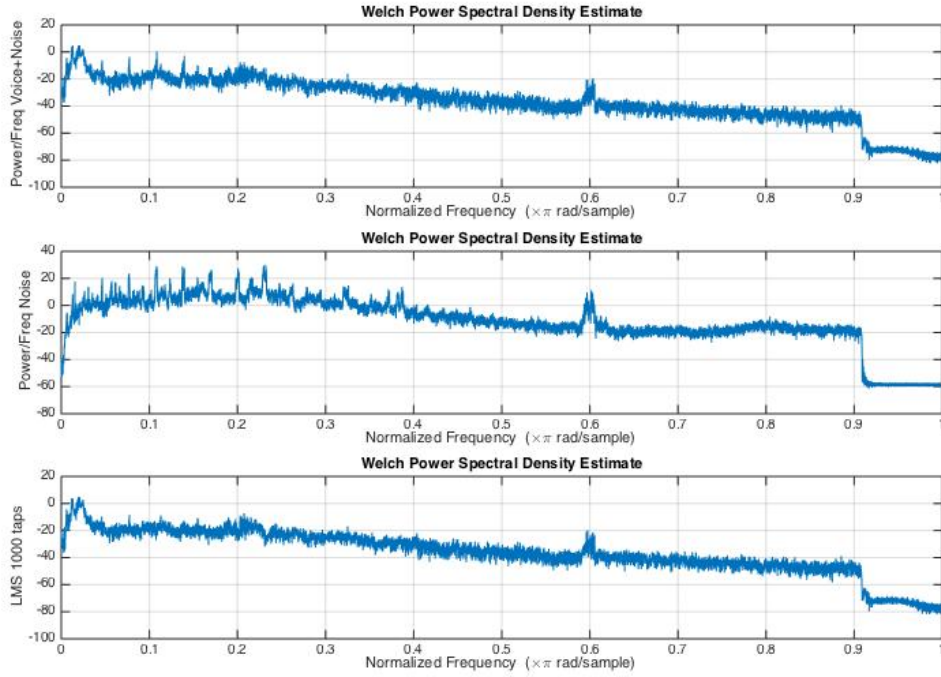 Welch Power Spectral Density Estimate
Power/Freq Voice+Noise
20
0
-20
-40
-60
-80
-100
0 0.1 0.2 0.3 0.4 0.5 0.6 0.7 0.8 0.9 1
Normalized Frequency (×π rad/sample)
Welch Power Spectral Density Estimate
Power/Freq Noise
40
20
0
-20
-40
-60
-80
0 0.1 0.2 0.3 0.4 0.5 0.6 0.7 0.8 0.9 1
Normalized Frequency (×π rad/sample)
Welch Power Spectral Density Estimate
LMS 1000 taps
20
0
-20
-40
-60
-80
-100
0 0.1 0.2 0.3 0.4 0.5 0.6 0.7 0.8 0.9 1
Normalized Frequency (×π rad/sample)